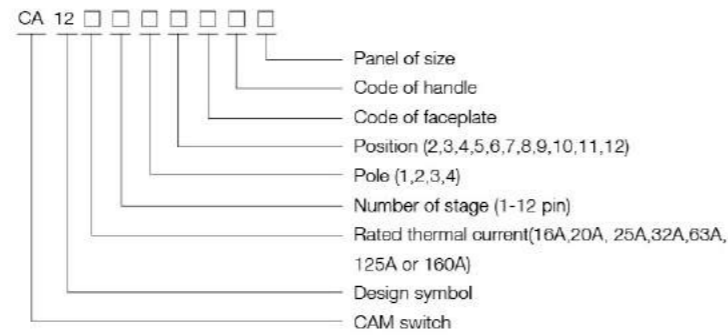 CA 12 □ □ □ □ □ □ □
Panel of size
Code of handle
Code of faceplate
Position (2,3,4,5,6,7,8,9,10,11,12)
Pole (1,2,3,4)
Number of stage (1-12 pin)
Rated thermal current(16A,20A, 25A,32A,63A,
125A or 160A)
Design symbol
CAM switch